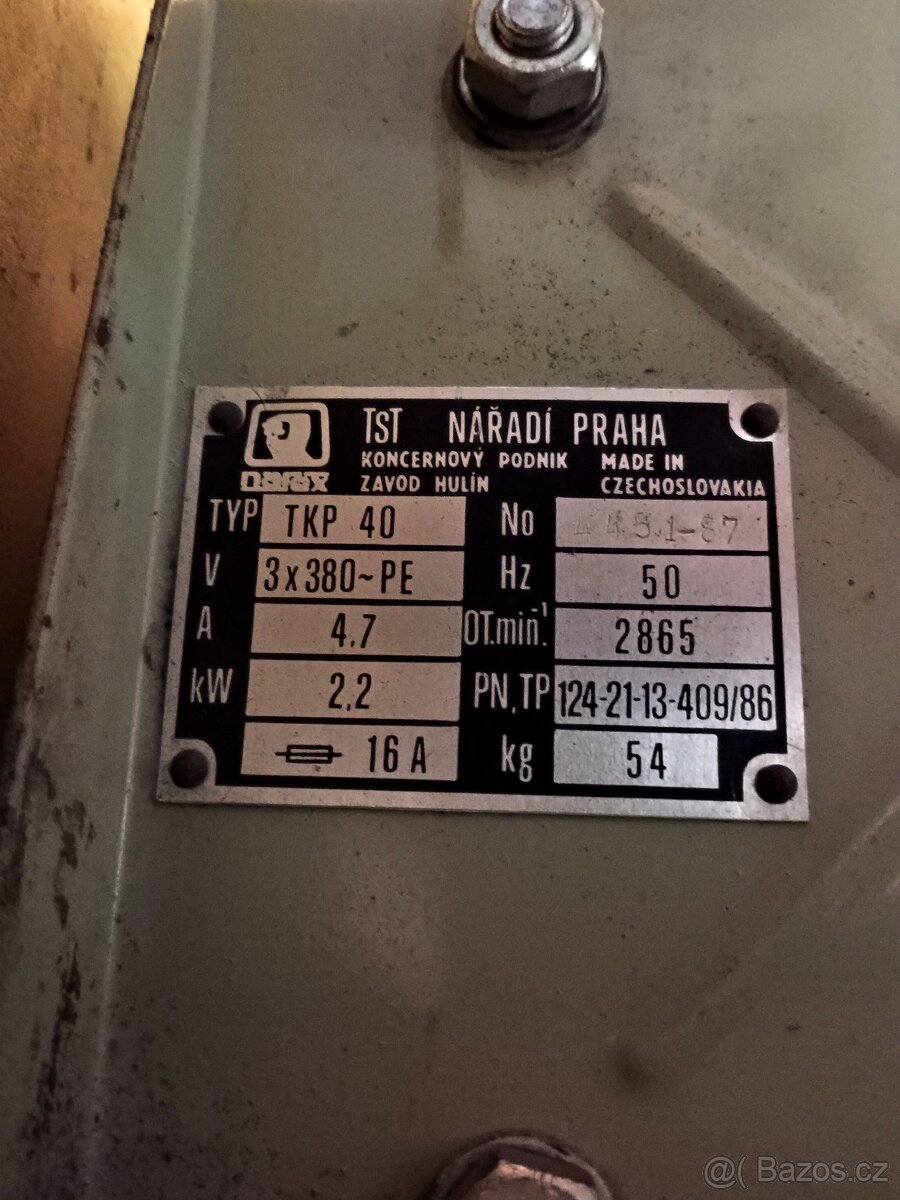 TST NÁŘADÍ PRAHA
KONCERNOVÝ PODNIK MADE IN
narex ZÁVOD HULÍN CZECHOSLOVAKIA
TYP TKP 40 No
V 3x380~PE Hz 50
A 4.7 OT.min⁻¹ 2865
kW 2,2 PN,TP 124-21-13-409/86
16 A kg 54
@( Bazos.cz